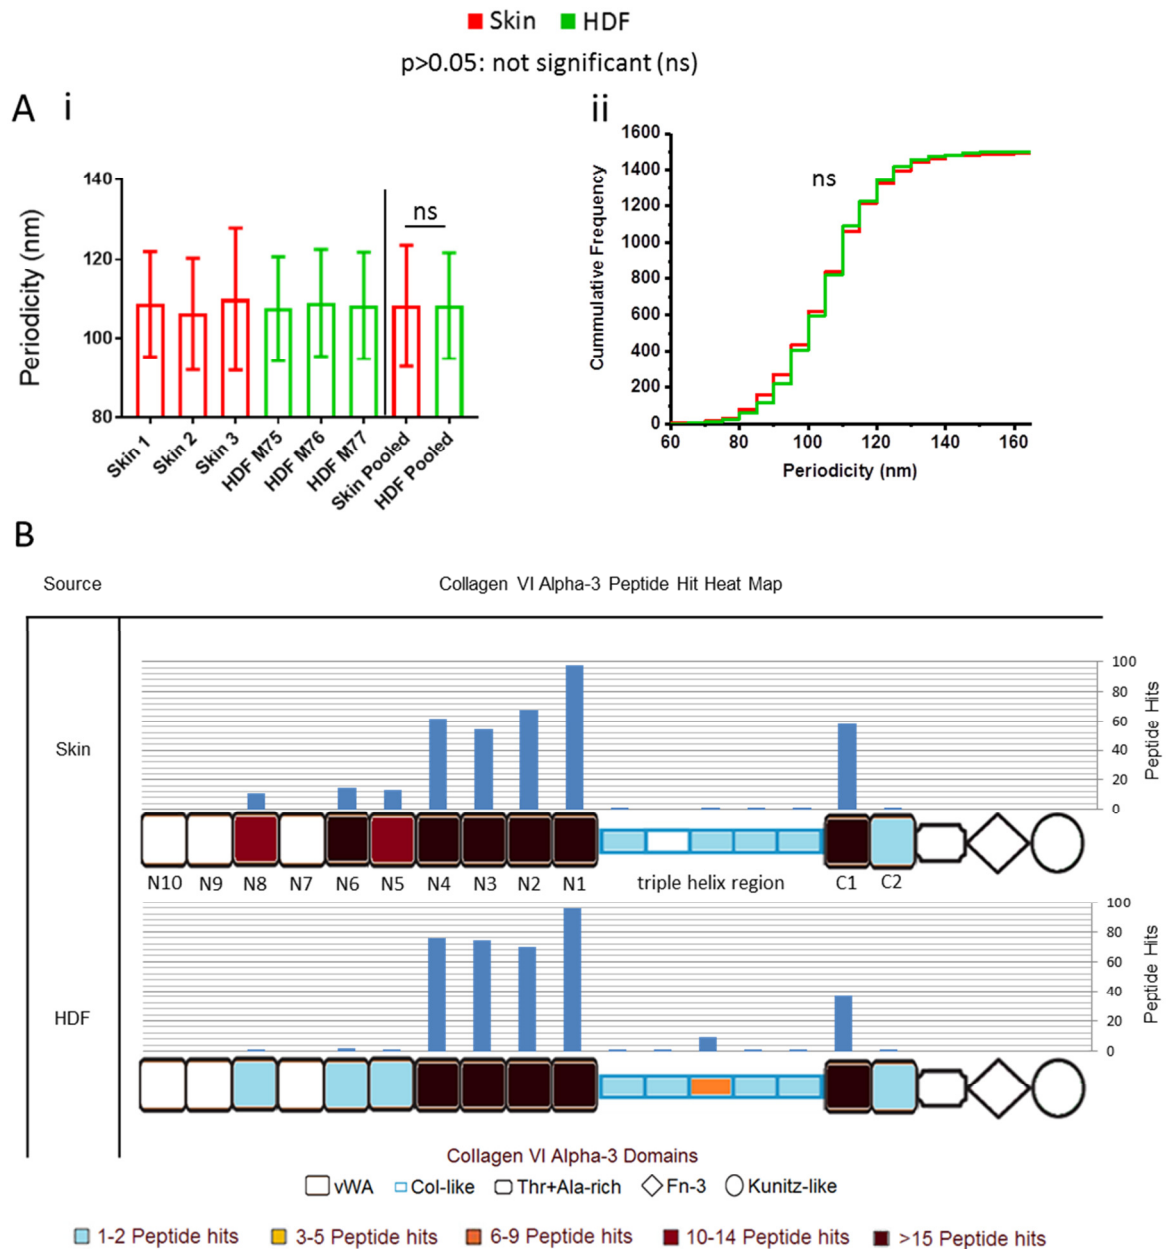 Skin HDF
p>0.05: not significant (ns)
A i
ii
Periodicity (nm)
140
120
100
80
ns
Skin 1
Skin 2
Skin 3
HDF M75
HDF M76
HDF M77
Skin Pooled
HDF Pooled
Cummulative Frequency
1600
1400
1200
1000
800
600
400
200
0
ns
60 80 100 120 140 160
Periodicity (nm)
B
Source
Collagen VI Alpha-3 Peptide Hit Heat Map
Skin
100
80
60
40
20
0
Peptide Hits
N10 N9 N8 N7 N6 N5 N4 N3 N2 N1 triple helix region C1 C2
HDF
100
80
60
40
20
0
Peptide Hits
Collagen VI Alpha-3 Domains
vWA Col-like Thr+Ala-rich Fn-3 Kunitz-like
1-2 Peptide hits 3-5 Peptide hits 6-9 Peptide hits 10-14 Peptide hits >15 Peptide hits